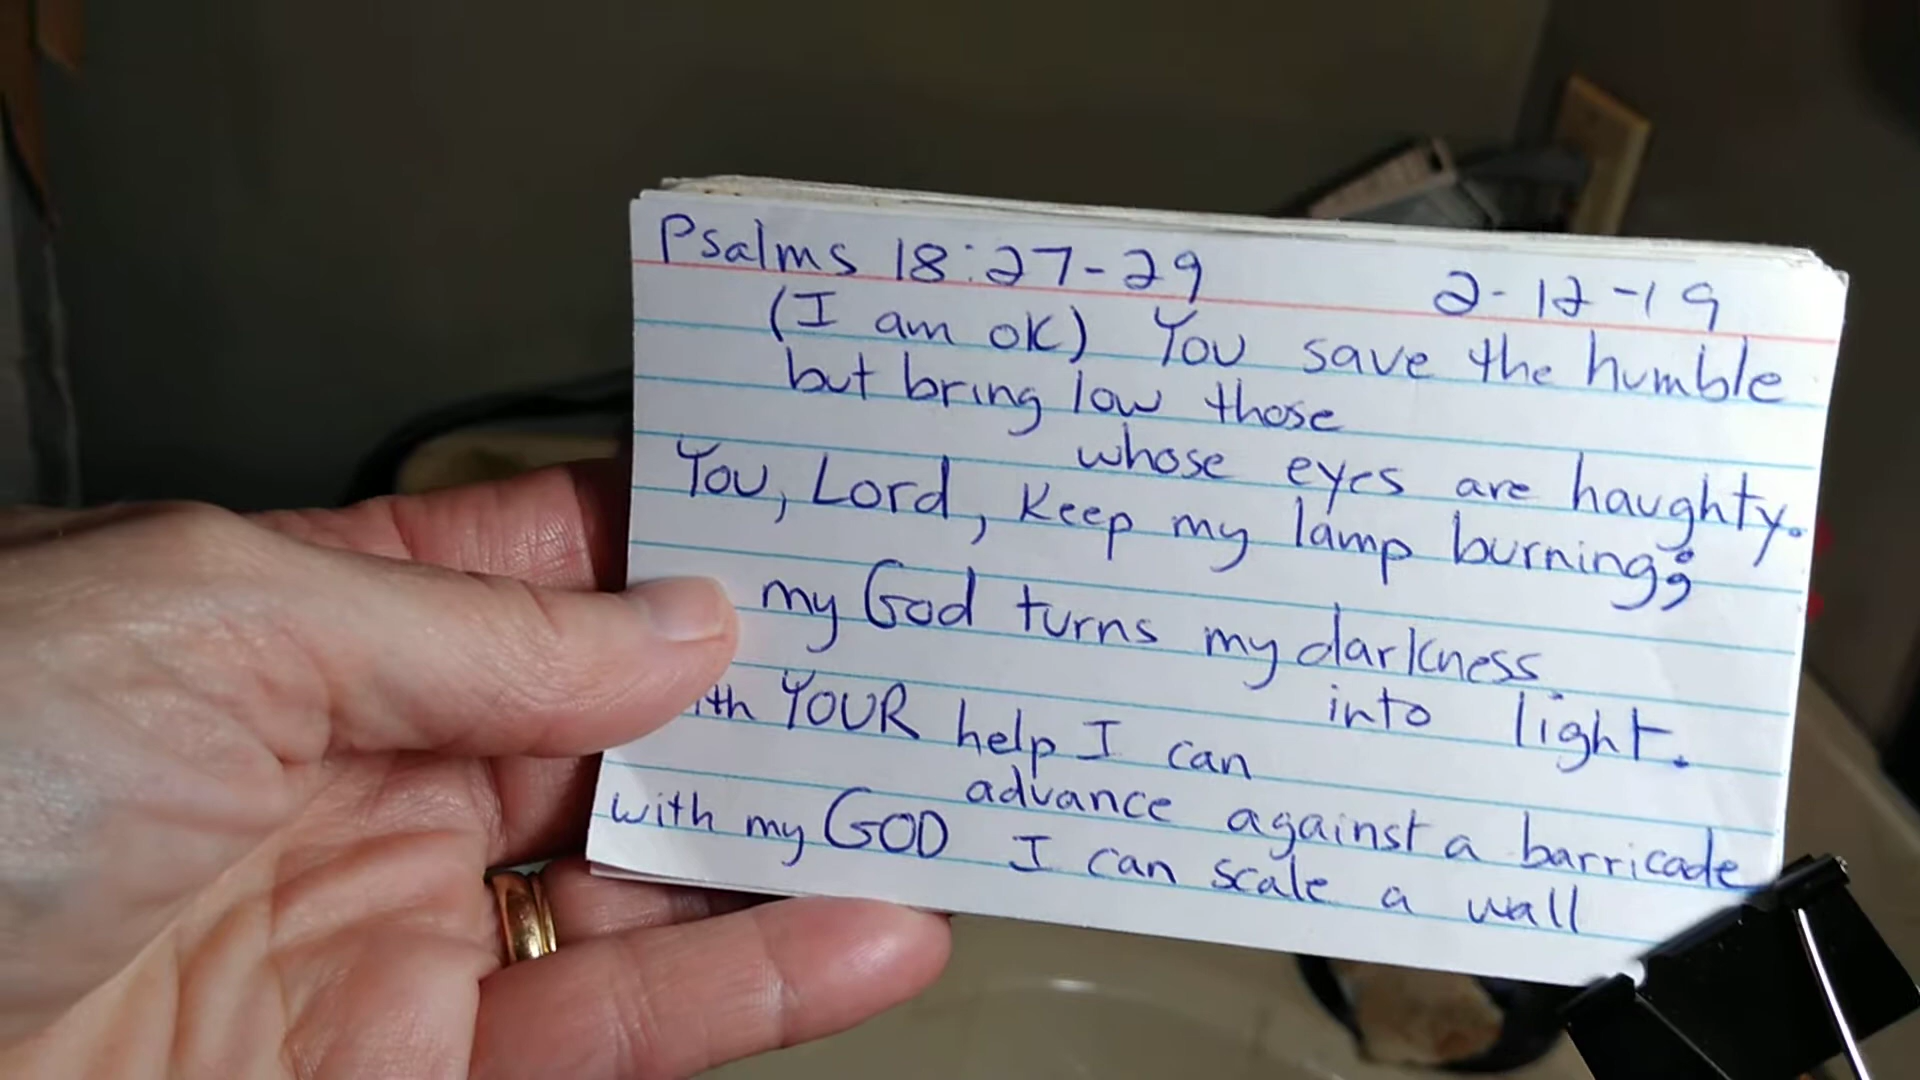 Psalms 18:27-29 2-12-19
(I am OK) You save the humble
but bring low those
whose eyes are haughty.
You, Lord, Keep my lamp burning;
my God turns my darkness
into light.
ith YOUR help I can
advance against a barricade
with my GOD I can scale a wall